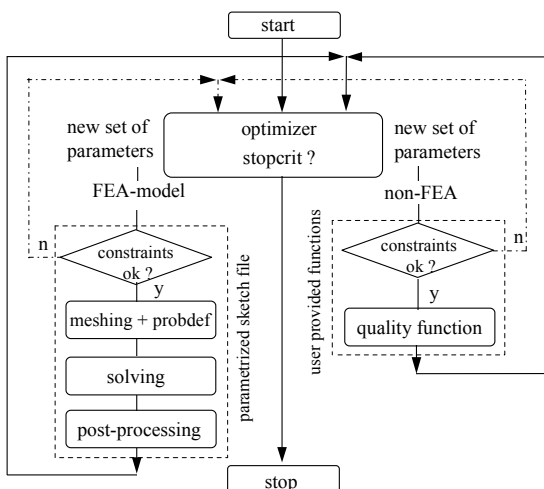 start
optimizer
stopcrit ?
new set of
parameters
FEA-model
n
constraints
ok ?
y
meshing + probdef
solving
post-processing
parametrized sketch file
new set of
parameters
non-FEA
n
constraints
ok ?
y
quality function
user provided functions
stop